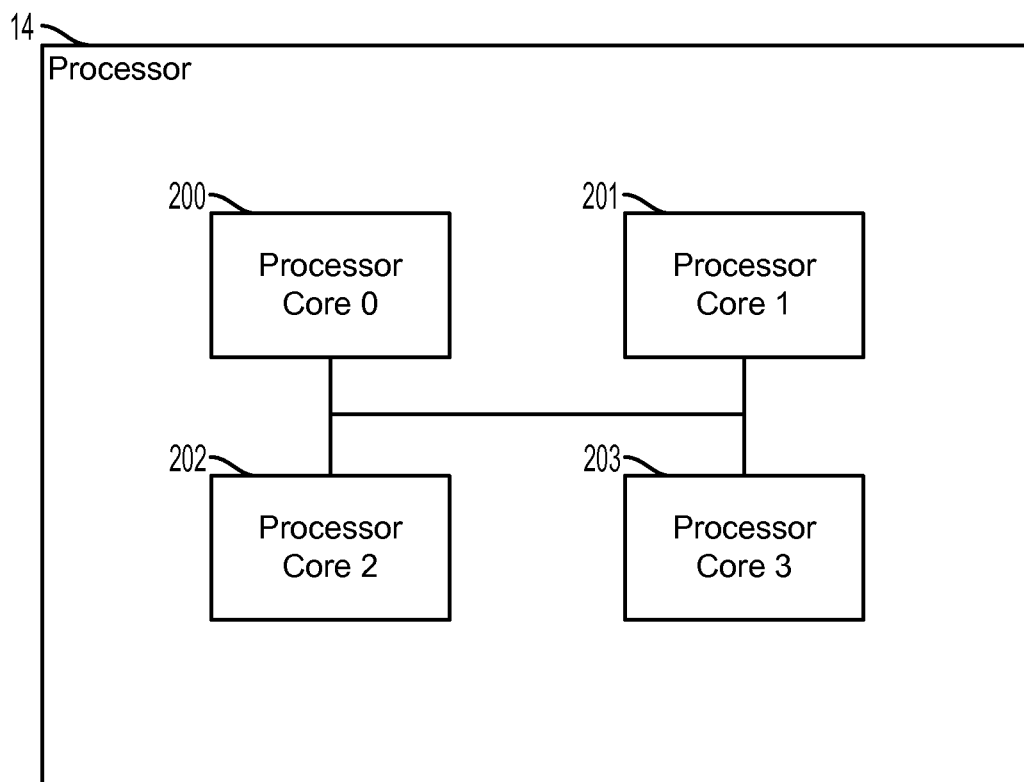 14
Processor
200
Processor
Core 0
201
Processor
Core 1
202
Processor
Core 2
203
Processor
Core 3